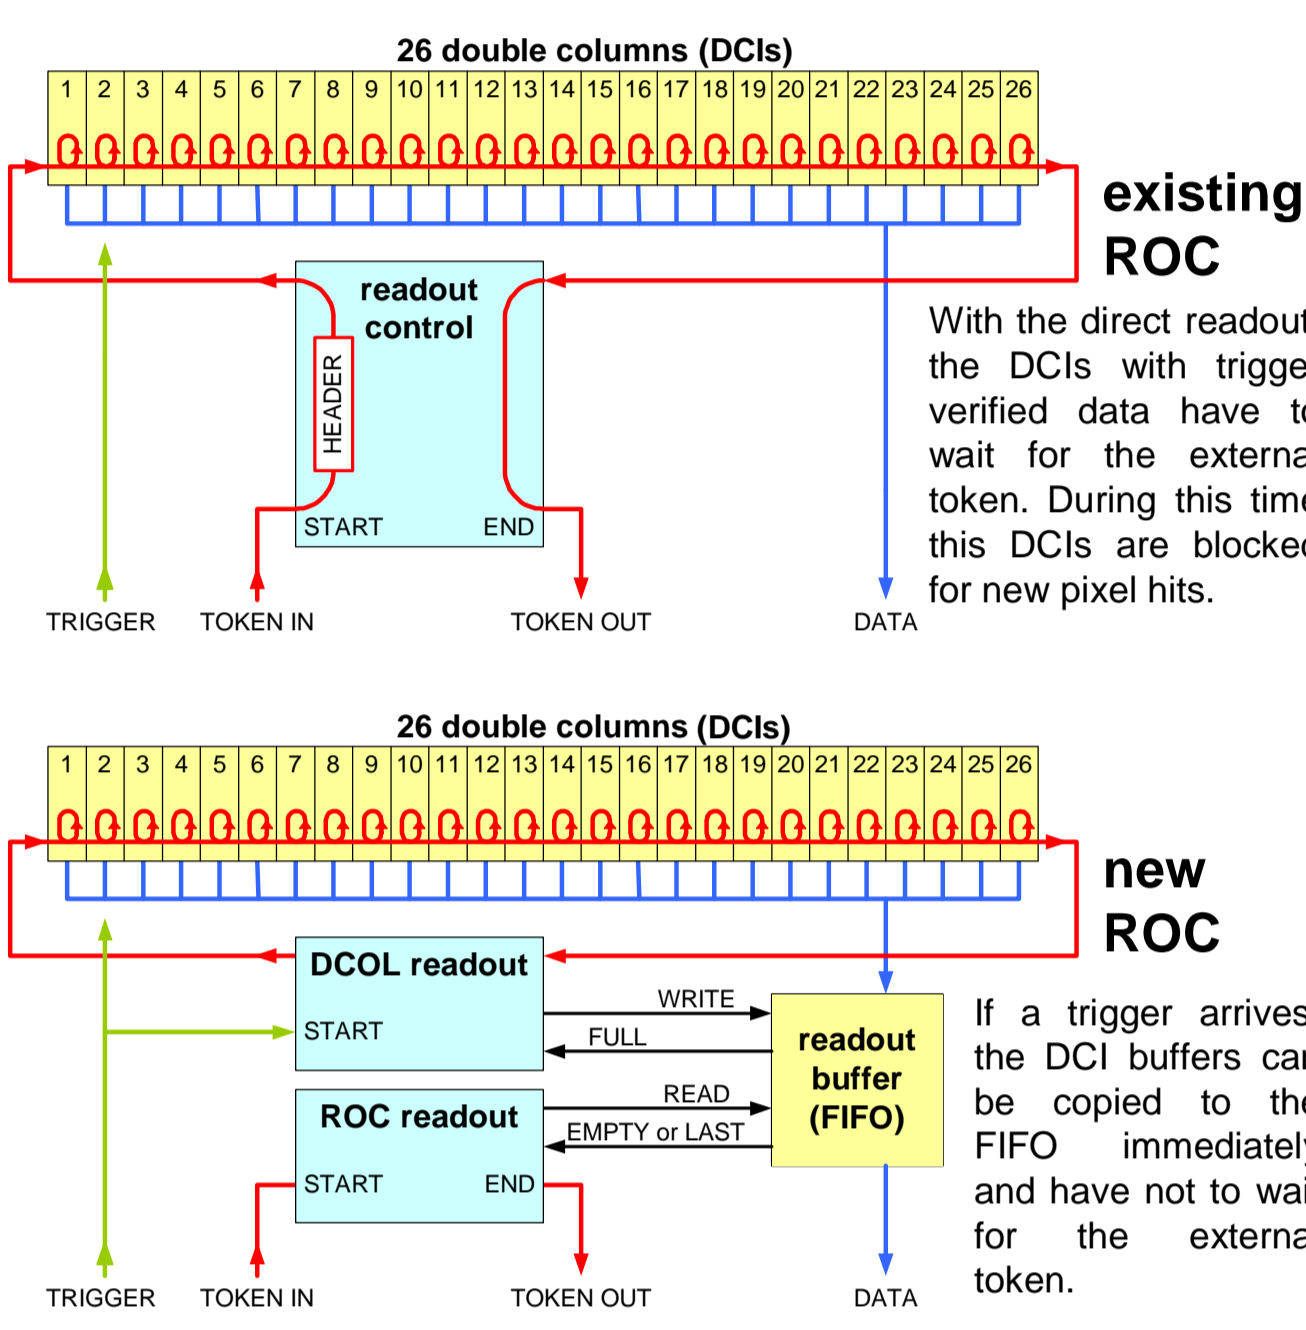 26 double columns (DCIs)
1 2 3 4 5 6 7 8 9 10 11 12 13 14 15 16 17 18 19 20 21 22 23 24 25 26
existing
ROC
readout
control
HEADER
START END
With the direct readout
the DCIs with trigge
verified data have to
wait for the externa
token. During this time
this DCIs are blocked
for new pixel hits.
TRIGGER TOKEN IN TOKEN OUT DATA
26 double columns (DCIs)
1 2 3 4 5 6 7 8 9 10 11 12 13 14 15 16 17 18 19 20 21 22 23 24 25 26
new
ROC
DCOL readout
START
WRITE
FULL
readout
buffer
(FIFO)
ROC readout
READ
EMPTY or LAST
START END
If a trigger arrives
the DCI buffers can
be copied to the
FIFO immediately
and have not to wai
for the externa
token.
TRIGGER TOKEN IN TOKEN OUT DATA